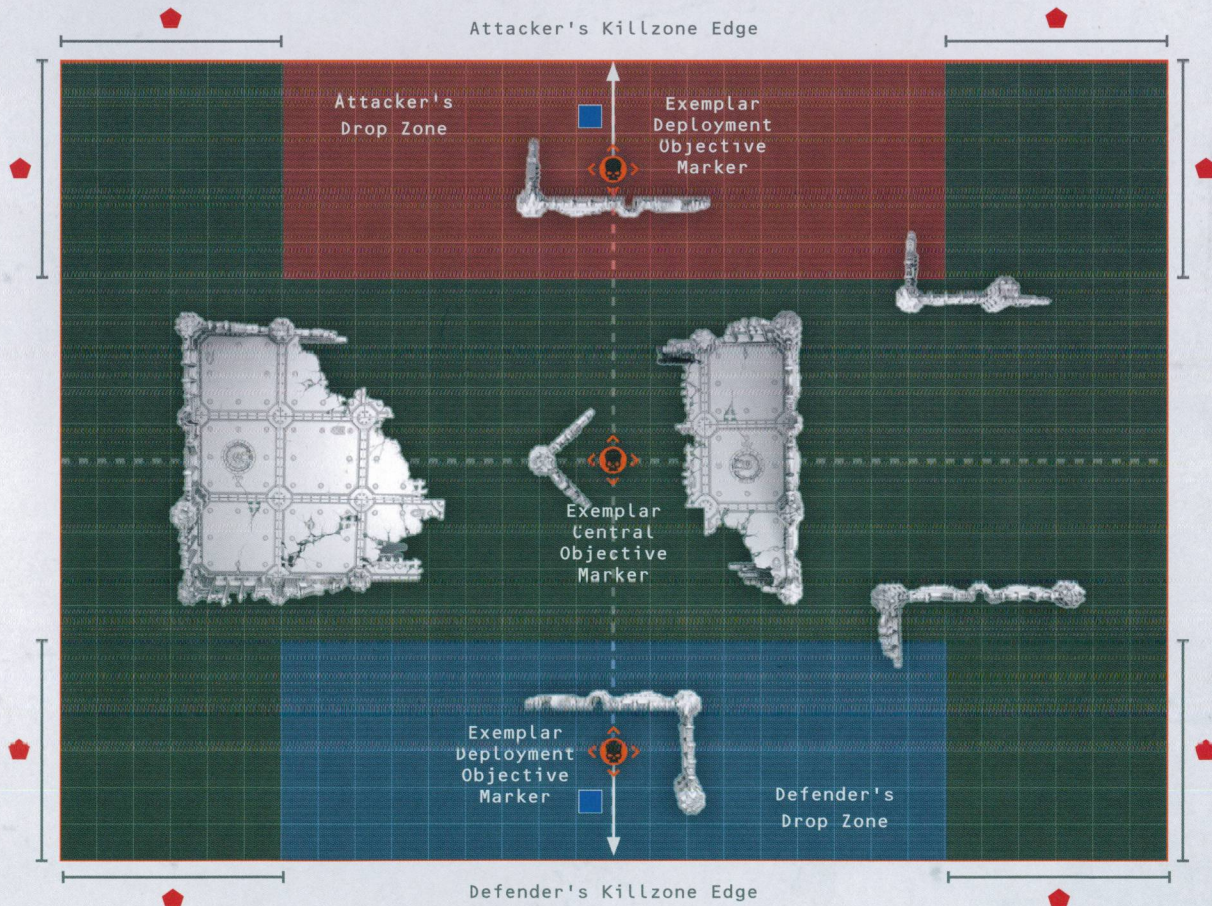 Attacker's Killzone Edge
Attacker's
Drop Zone
Exemplar
Deployment
Objective
Marker
Exemplar
Central
Objective
Marker
Exemplar
Deployment
Objective
Marker
Defender's
Drop Zone
Defender's Killzone Edge